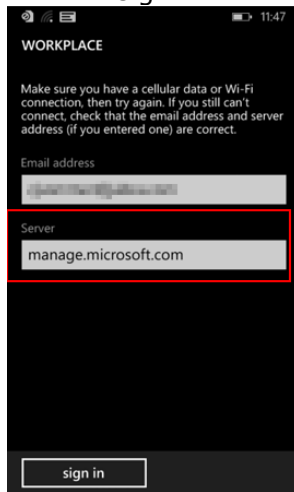 11:47
WORKPLACE
Make sure you have a cellular data or Wi-Fi
connection, then try again. If you still can't
connect, check that the email address and server
address (if you entered one) are correct.
Email address
Server
manage.microsoft.com
sign in